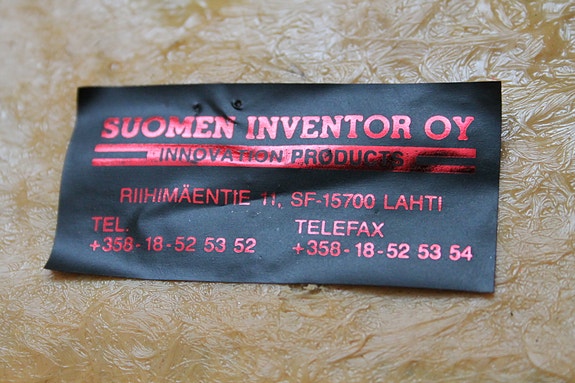 SUOMEN INVENTOR OY
INNOVATION PRODUCTS
RIIHIMÄENTIE 11, SF-15700 LAHTI
TEL. TELEFAX
+358-18-52 53 52 +358-18-52 53 54